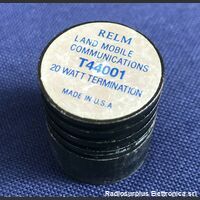 RELM
LAND MOBILE
COMMUNICATIONS
T44001
20 WATT TERMINATION
MADE IN U.S.A
Radiosurplus Elettronica srl